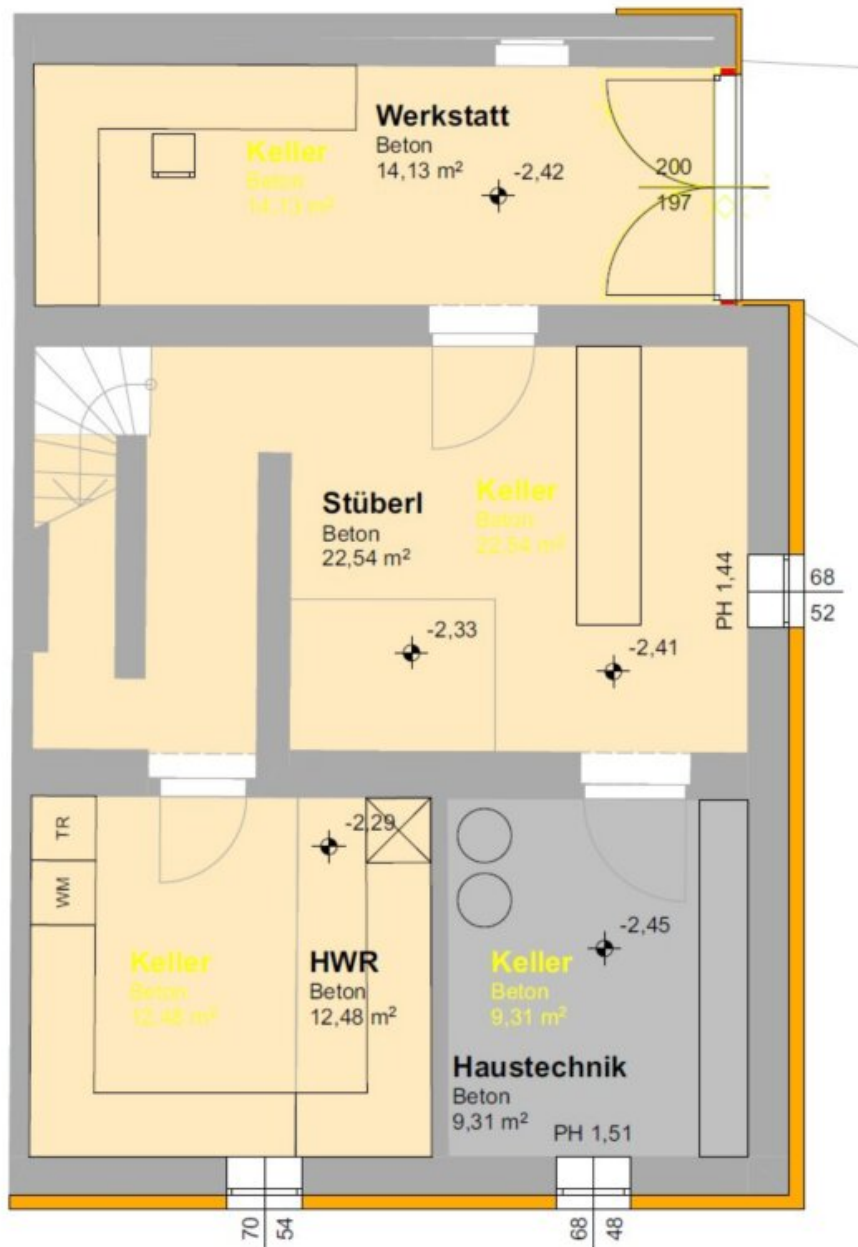 Werkstatt
Beton
14,13 m²
Keller
Beton
14,13 m²
-2,42
200
197
Stüberl
Beton
22,54 m²
Keller
Beton
22,54 m²
PH 1,44
68
52
-2,33
-2,41
TR
WM
-2,29
-2,45
Keller
Beton
12,48 m²
HWR
Beton
12,48 m²
Keller
Beton
9,31 m²
Haustechnik
Beton
9,31 m²
PH 1,51
70
54
68
48